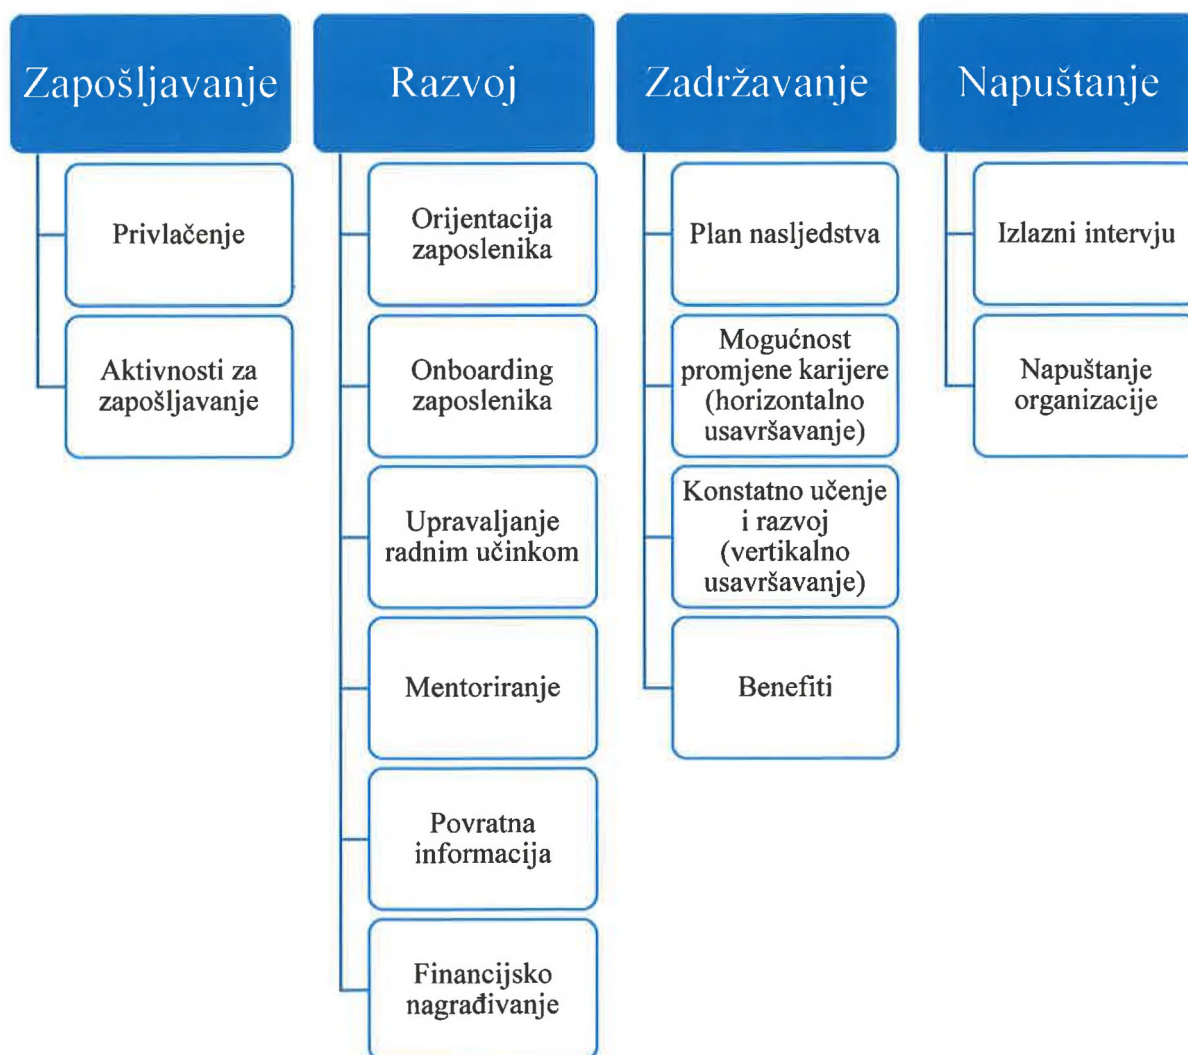 Zapošljavanje
Privlačenje
Aktivnosti za
zapošljavanje
Razvoj
Orijentacija
zaposlenika
Onboarding
zaposlenika
Upravaljanje
radnim učinkom
Mentoriranje
Povratna
informacija
Financijsko
nagrađivanje
Zadržavanje
Plan nasljedstva
Mogućnost
promjene karijere
(horizontalno
usavršavanje)
Konstatno učenje
i razvoj
(vertikalno
usavršavanje)
Benefiti
Napuštanje
Izlazni intervju
Napuštanje
organizacije